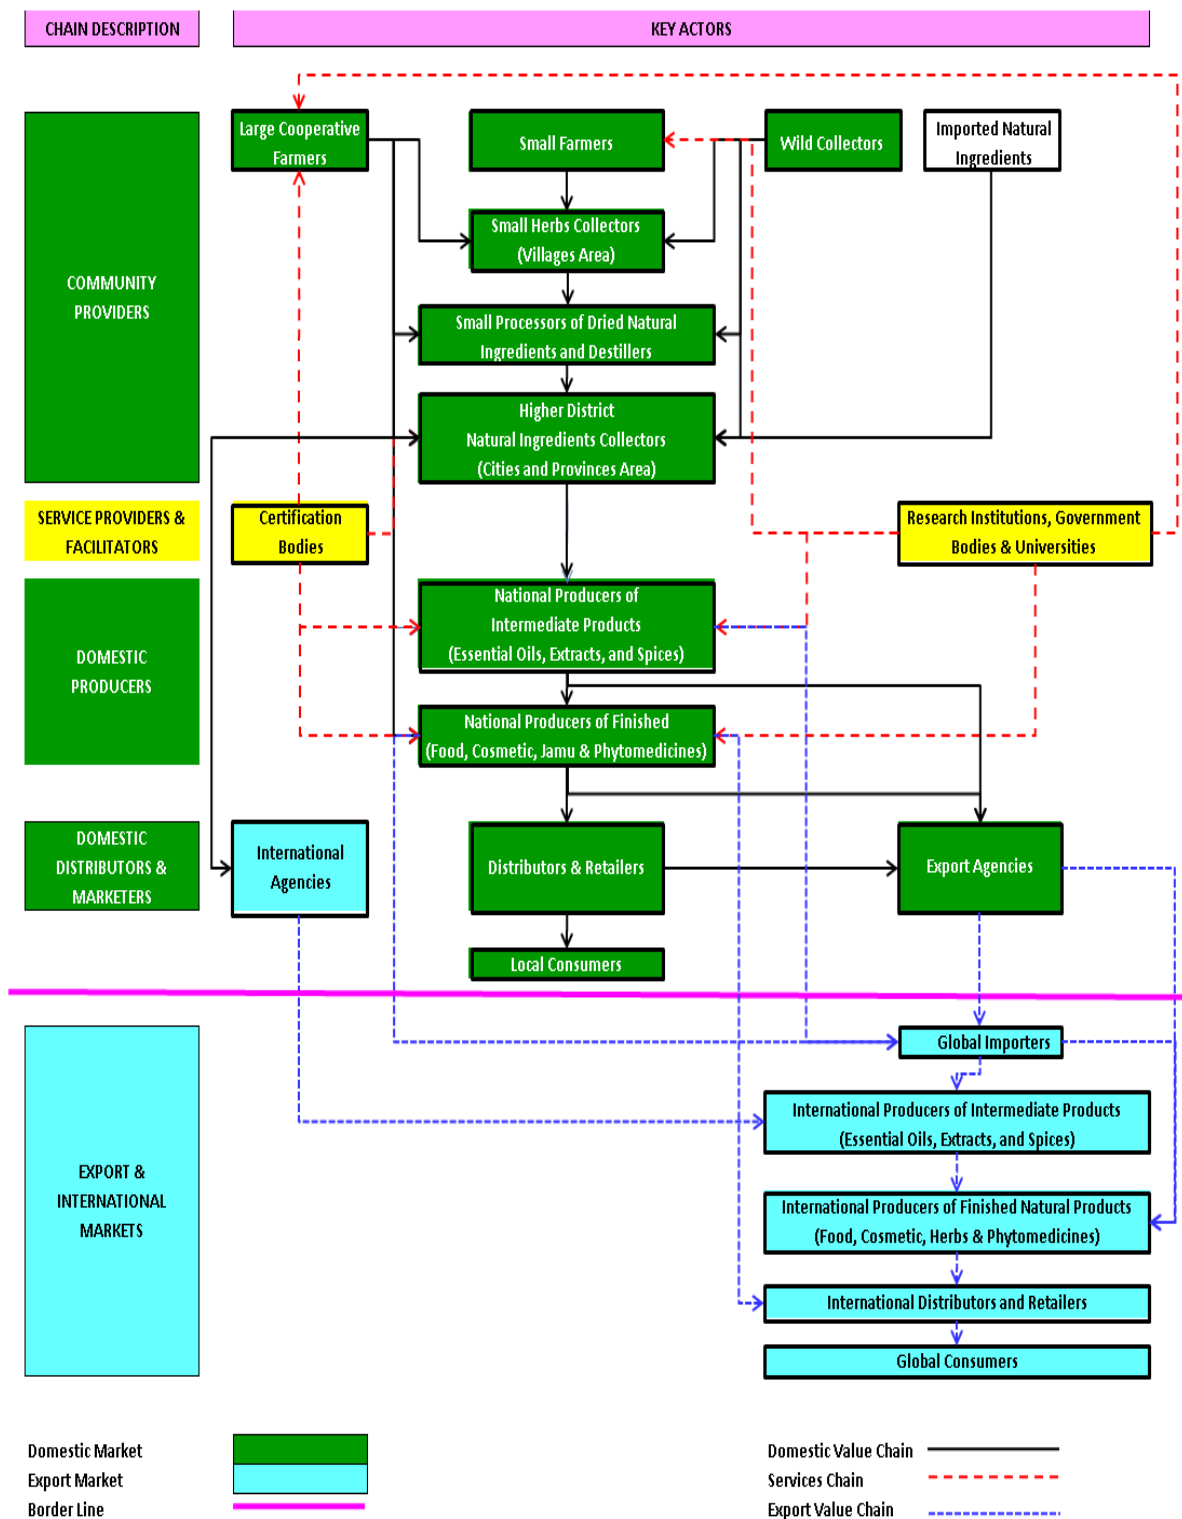 CHAIN DESCRIPTION
KEY ACTORS
Large Cooperative
Farmers
Small Farmers
Wild Collectors
Imported Natural
Ingredients
Small Herbs Collectors
(Villages Area)
COMMUNITY
PROVIDERS
Small Processors of Dried Natural
Ingredients and Destillers
Higher District
Natural Ingredients Collectors
(Cities and Provinces Area)
SERVICE PROVIDERS &
FACILITATORS
Certification
Bodies
Research Institutions, Government
Bodies & Universities
DOMESTIC
PRODUCERS
National Producers of
Intermediate Products
(Essential Oils, Extracts, and Spices)
National Producers of Finished
(Food, Cosmetic, Jamu & Phytomedicines)
DOMESTIC
DISTRIBUTORS &
MARKETERS
International
Agencies
Distributors & Retailers
Export Agencies
Local Consumers
EXPORT &
INTERNATIONAL
MARKETS
Global Importers
International Producers of Intermediate Products
(Essential Oils, Extracts, and Spices)
International Producers of Finished Natural Products
(Food, Cosmetic, Herbs & Phytomedicines)
International Distributors and Retailers
Global Consumers
Domestic Market
Export Market
Border Line
Domestic Value Chain
Services Chain
Export Value Chain